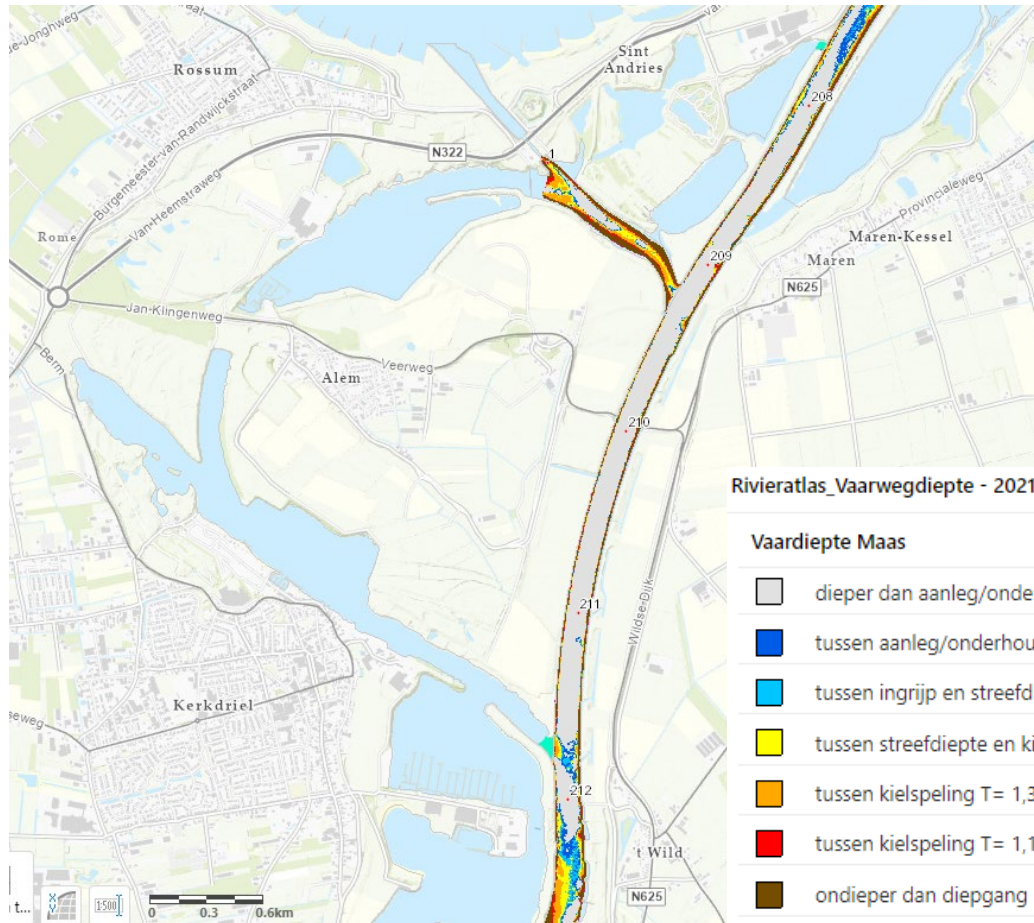 de-Jonghweg
Rossum
Sint
Andries
Burgemeester-van-Randwijckstraat
208
N322
1
Van-Heemstraweg
Provincialeweg
Rome
Maren-Kessel
209
Maren
N625
Jan-Klingenweg
Veerweg
Berm
Alem
210
Rivieratlas_Vaarwegdiepte - 2021
Vaardiepte Maas
dieper dan aanleg/onde
211
Wildse-Dijk
tussen aanleg/onderhou
tussen ingrijp en streefd
Kerkdriel
seweg
tussen streefdiepte en ki
212
tussen kielspeling T= 1,3
tussen kielspeling T= 1,1
't Wild
ondieper dan diepgang
N625
t...
X
Y
1:500
0 0.3 0.6km